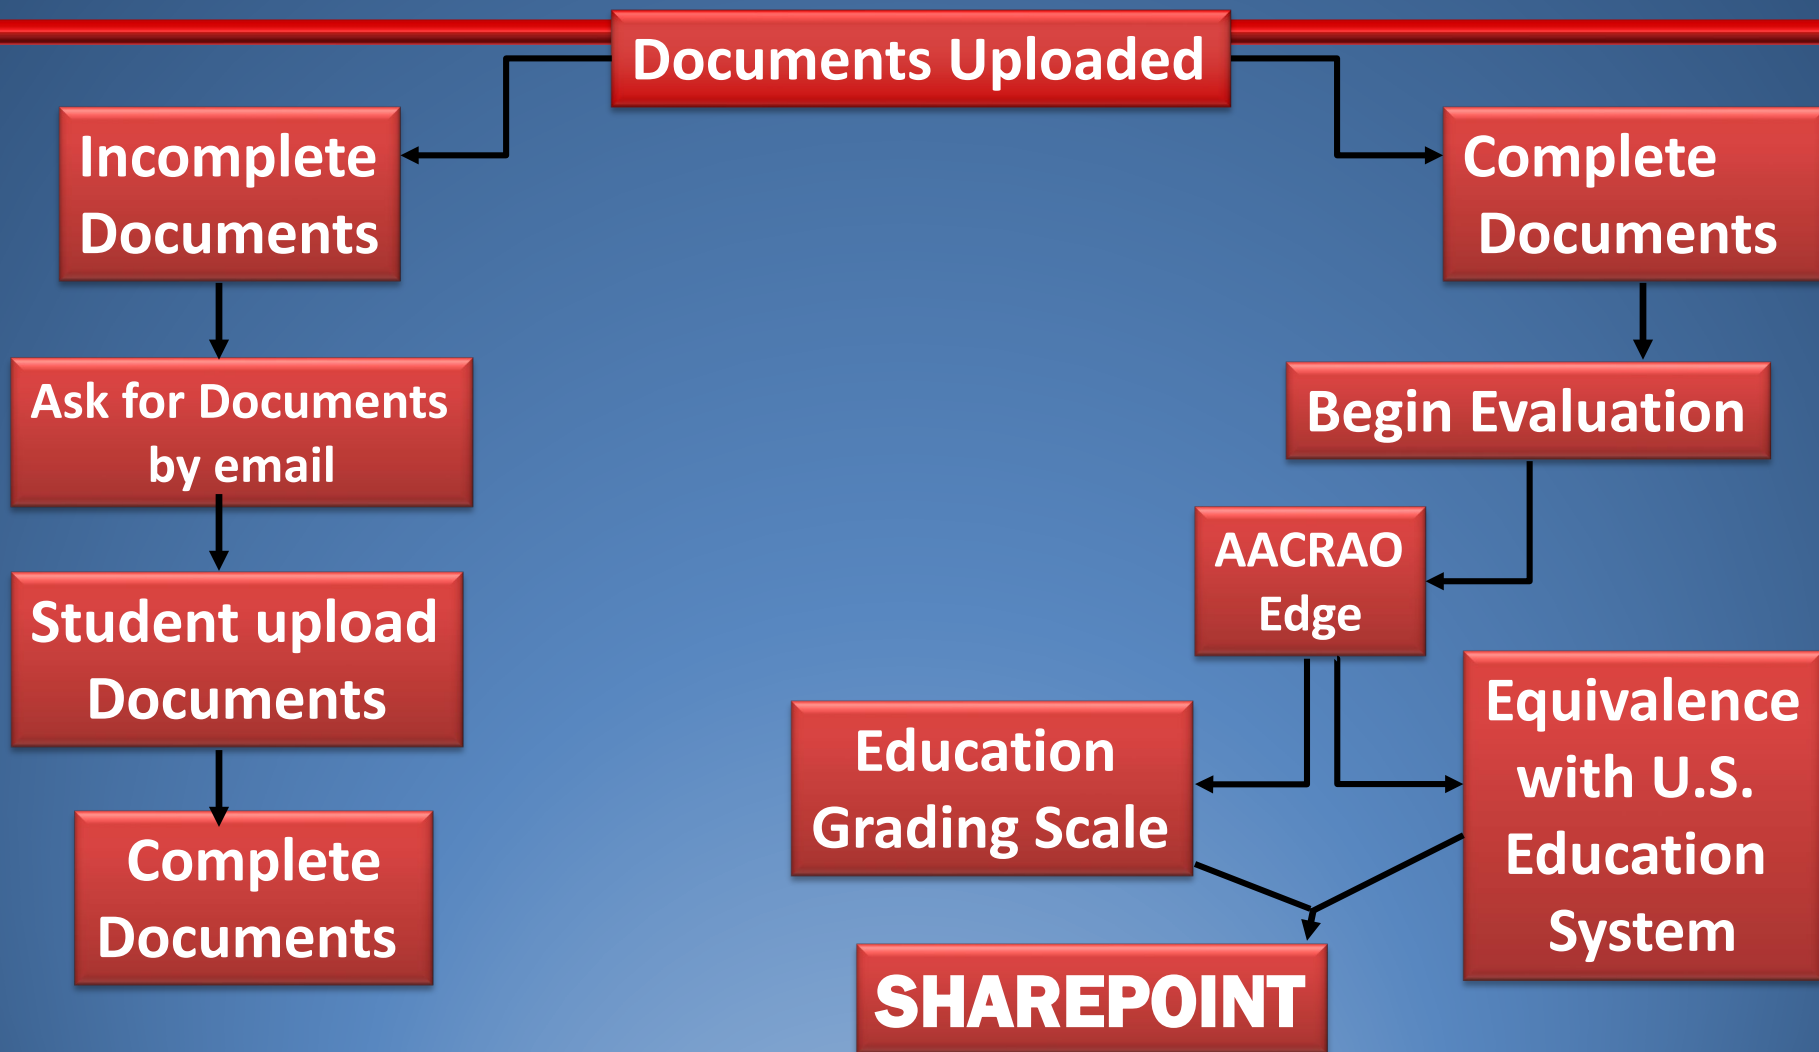 Documents Uploaded
Incomplete
Documents
Ask for Documents
by email
Student upload
Documents
Complete
Documents
Complete
Documents
Begin Evaluation
AACRAO
Edge
Education
Grading Scale
Equivalence
with U.S.
Education
System
SHAREPOINT